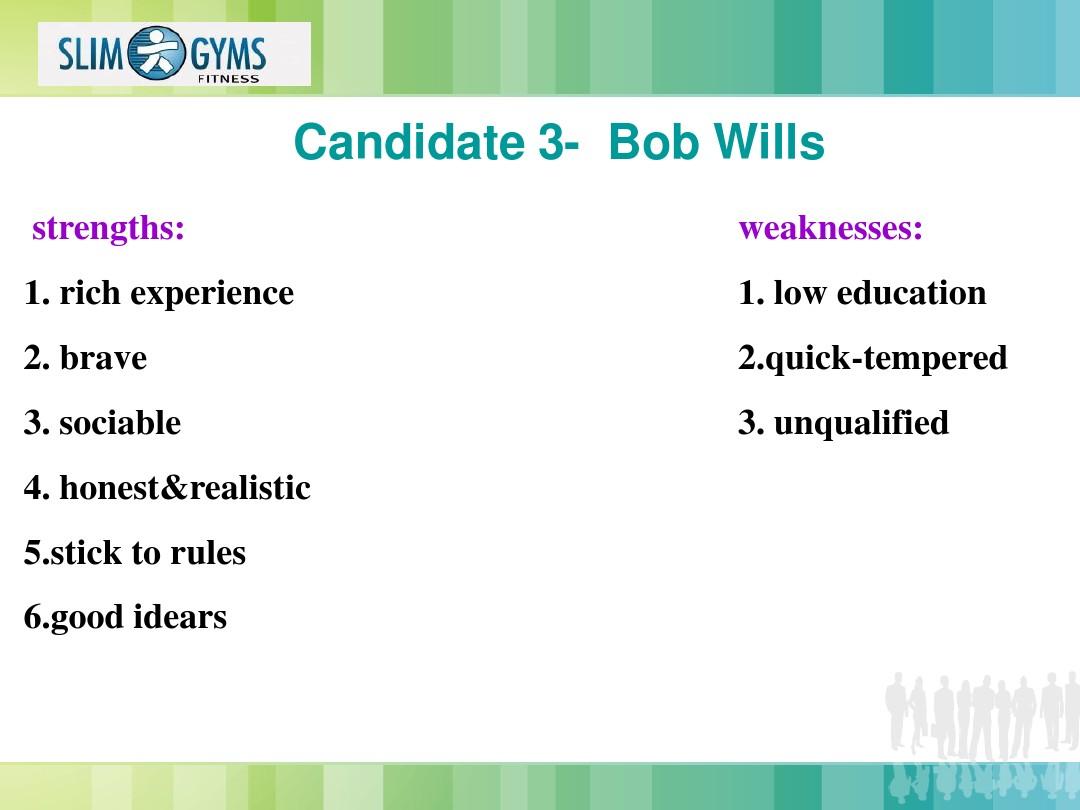 SLIM GYMS
FITNESS
Candidate 3- Bob Wills
strengths:
1. rich experience
2. brave
3. sociable
4. honest&realistic
5.stick to rules
6.good idears
weaknesses:
1. low education
2.quick-tempered
3. unqualified